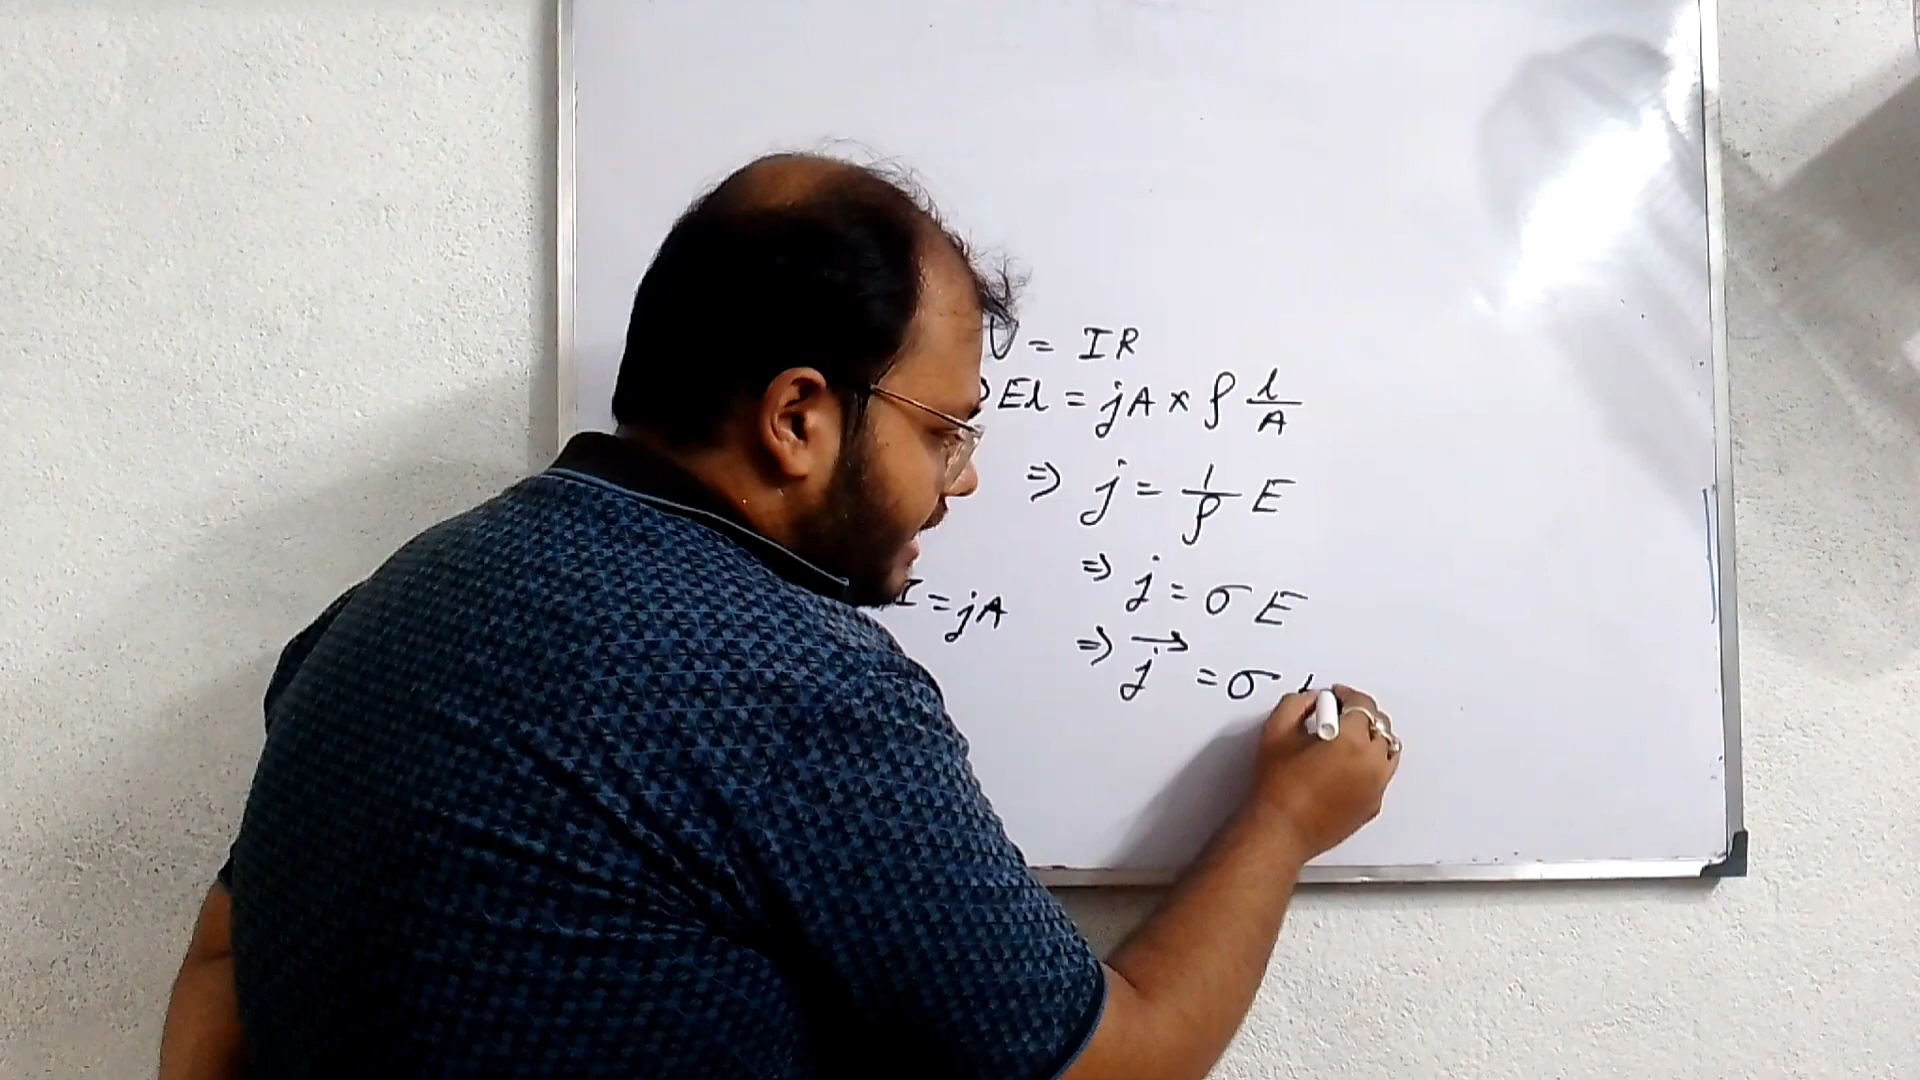 V = IR
⇒ El = jA × ρ l/A
⇒ j = 1/ρ E
⇒ j = σ E
I = jA
⇒ j⃗ = σ